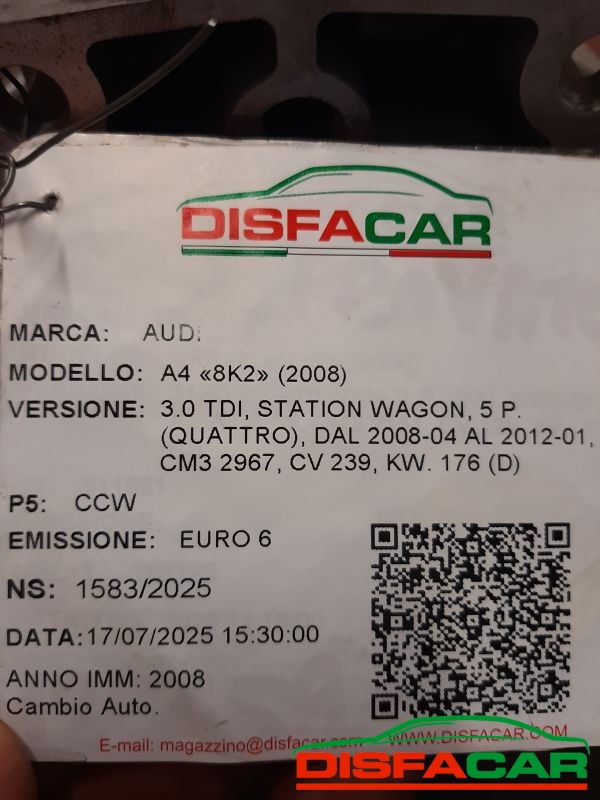 DISFACAR
MARCA: AUDI
MODELLO: A4 «8K2» (2008)
VERSIONE: 3.0 TDI, STATION WAGON, 5 P.
(QUATTRO), DAL 2008-04 AL 2012-01,
CM3 2967, CV 239, KW. 176 (D)
P5: CCW
EMISSIONE: EURO 6
NS: 1583/2025
DATA:17/07/2025 15:30:00
ANNO IMM: 2008
Cambio Auto.
E-mail: magazzino@disfacar.com - WWW.DISFACAR.COM
DISFACAR